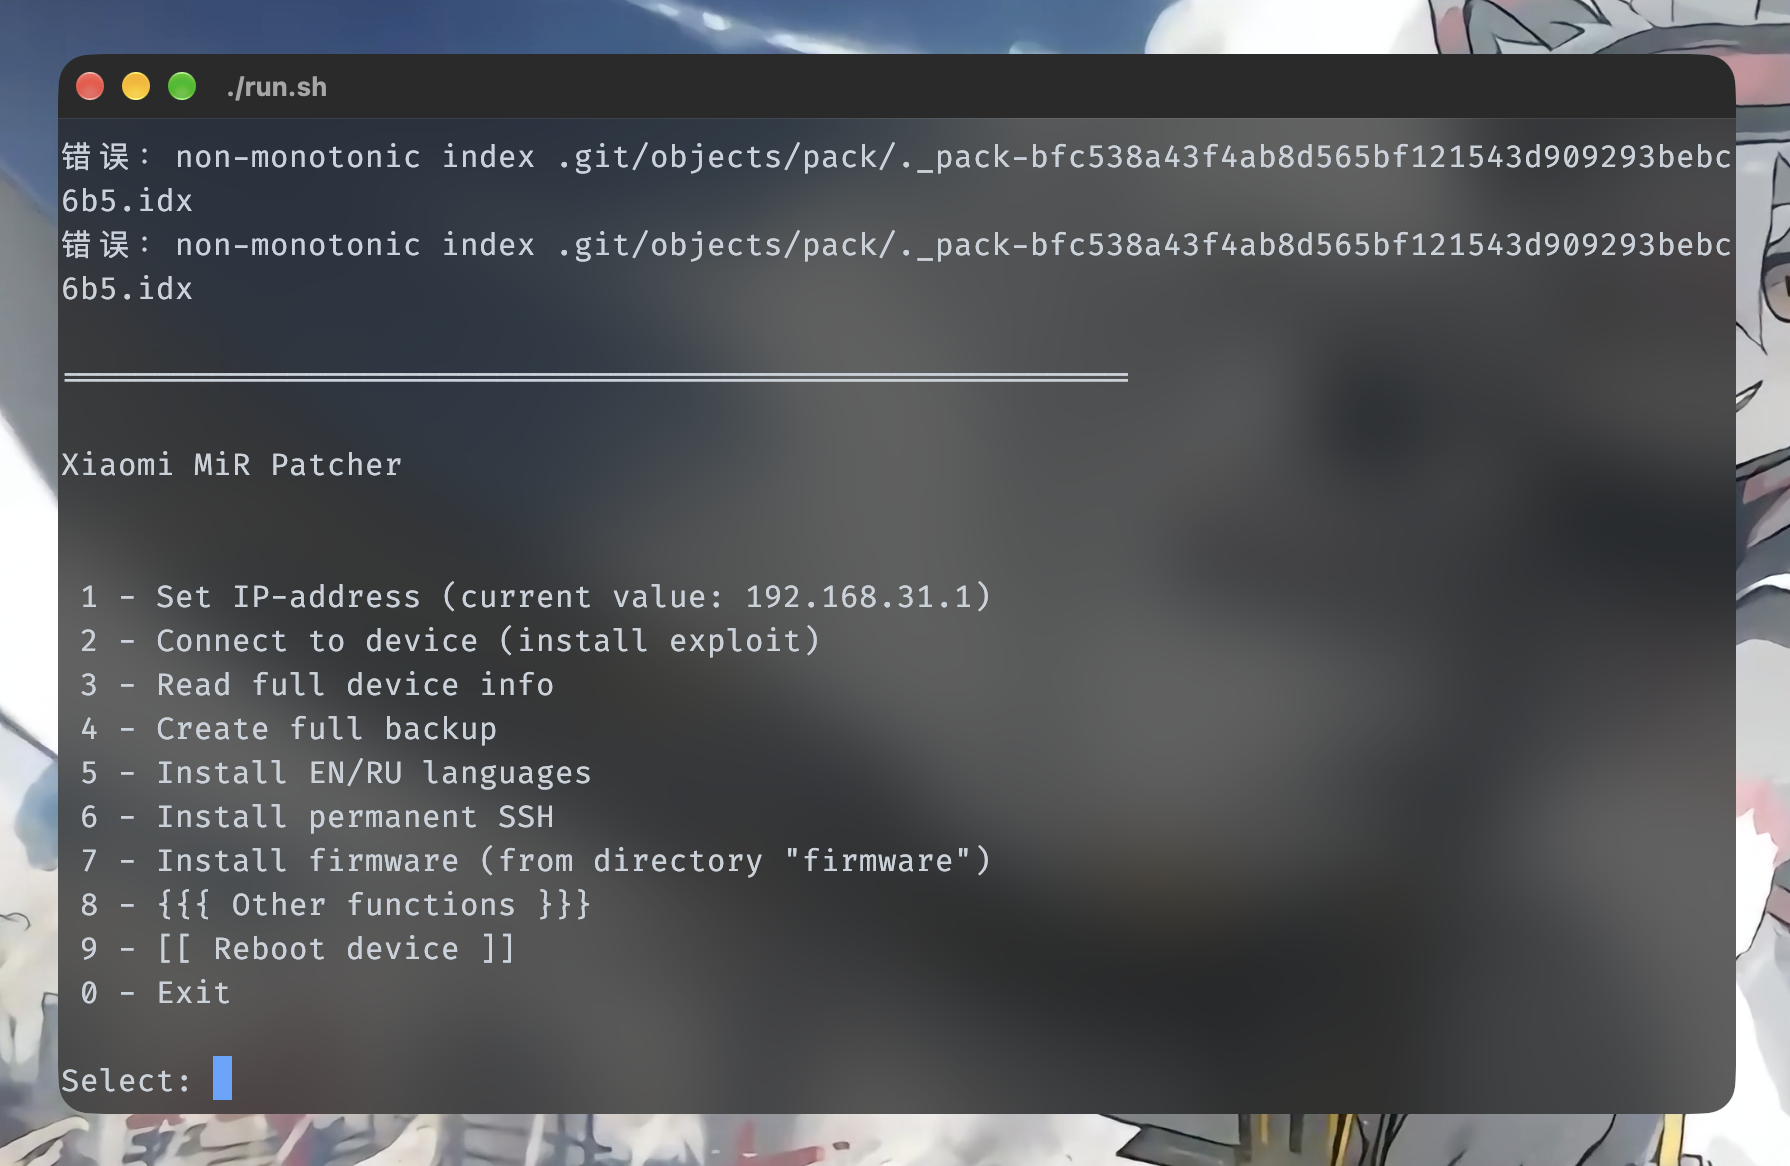 ./run.sh
错误： non-monotonic index .git/objects/pack/._pack-bfc538a43f4ab8d565bf121543d909293bebc
6b5.idx
错误： non-monotonic index .git/objects/pack/._pack-bfc538a43f4ab8d565bf121543d909293bebc
6b5.idx
════════════════════════════════════════════════════════
Xiaomi MiR Patcher
1 - Set IP-address (current value: 192.168.31.1)
2 - Connect to device (install exploit)
3 - Read full device info
4 - Create full backup
5 - Install EN/RU languages
6 - Install permanent SSH
7 - Install firmware (from directory "firmware")
8 - {{{ Other functions }}}
9 - [[ Reboot device ]]
0 - Exit
Select: